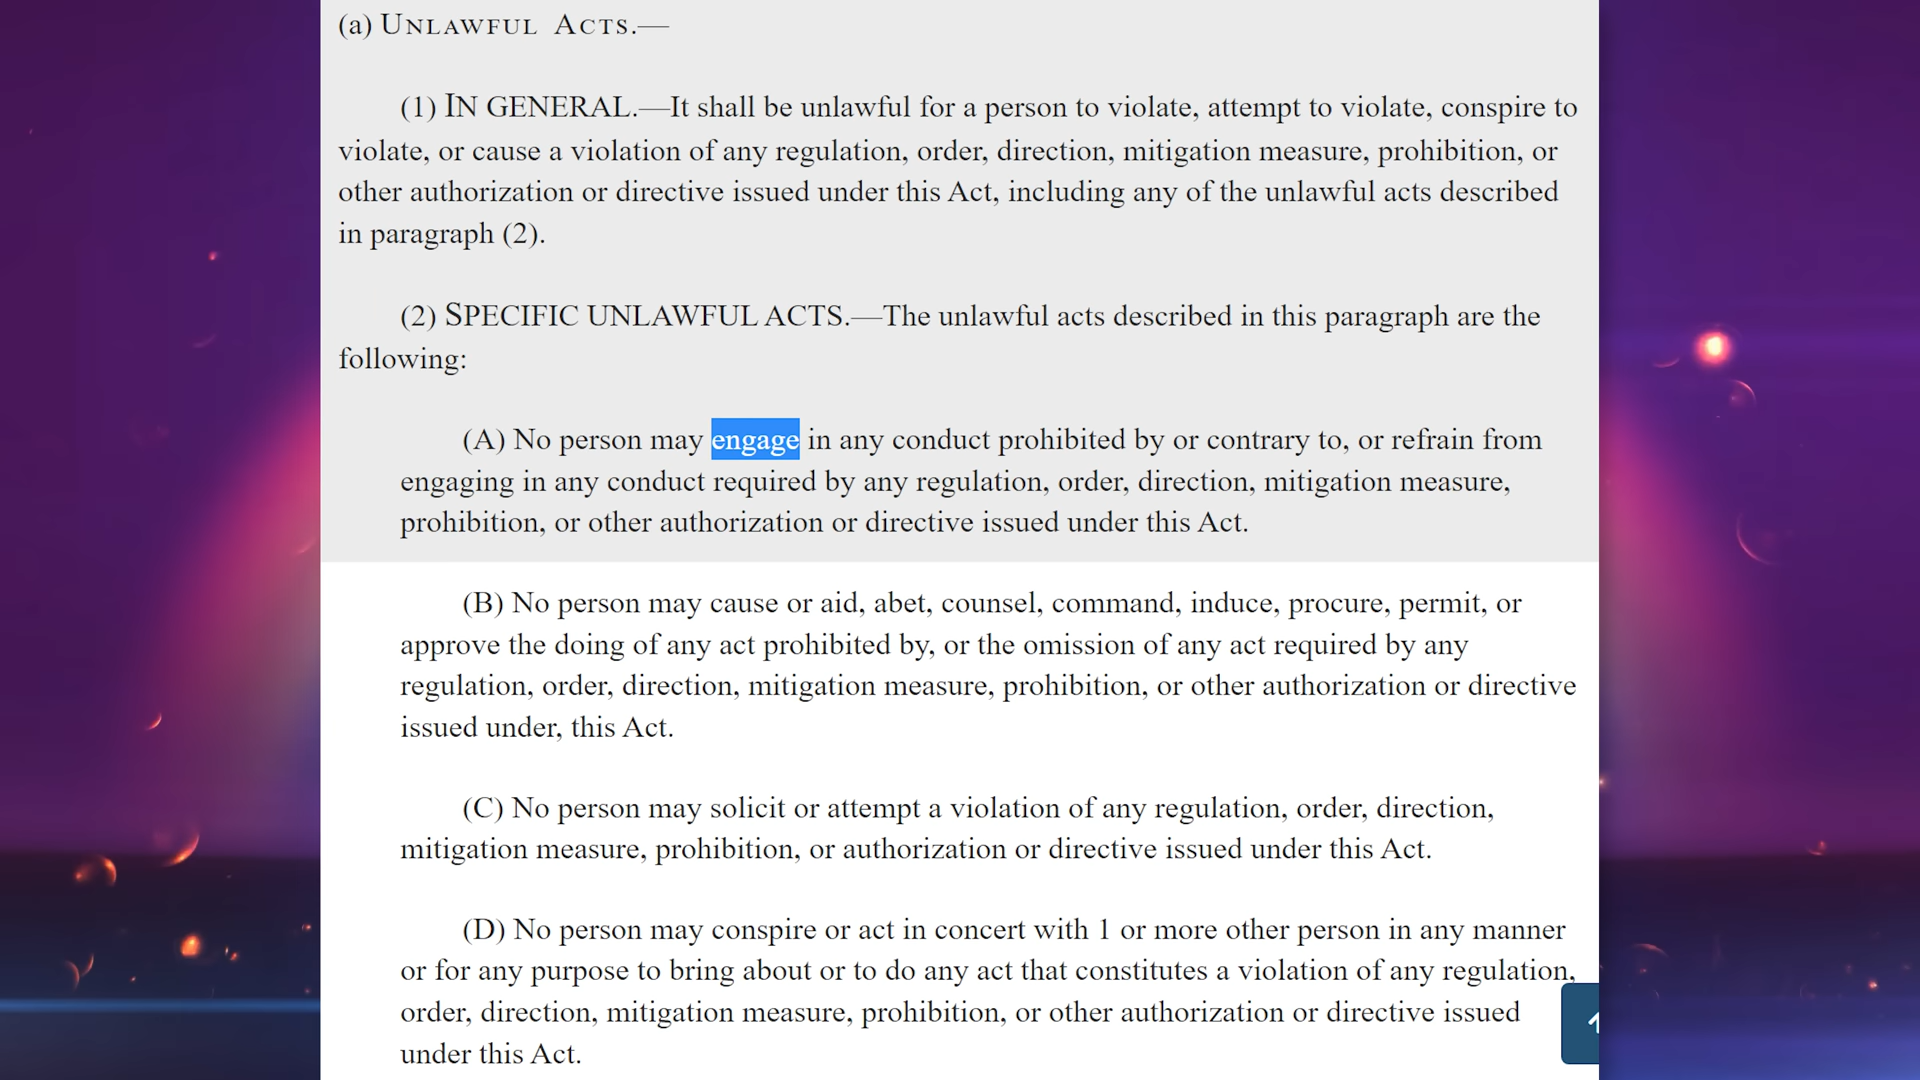 (a) UNLAWFUL ACTS.—
(1) IN GENERAL.—It shall be unlawful for a person to violate, attempt to violate, conspire to
violate, or cause a violation of any regulation, order, direction, mitigation measure, prohibition, or
other authorization or directive issued under this Act, including any of the unlawful acts described
in paragraph (2).
(2) SPECIFIC UNLAWFUL ACTS.—The unlawful acts described in this paragraph are the
following:
(A) No person may engage in any conduct prohibited by or contrary to, or refrain from
engaging in any conduct required by any regulation, order, direction, mitigation measure,
prohibition, or other authorization or directive issued under this Act.
(B) No person may cause or aid, abet, counsel, command, induce, procure, permit, or
approve the doing of any act prohibited by, or the omission of any act required by any
regulation, order, direction, mitigation measure, prohibition, or other authorization or directive
issued under, this Act.
(C) No person may solicit or attempt a violation of any regulation, order, direction,
mitigation measure, prohibition, or authorization or directive issued under this Act.
(D) No person may conspire or act in concert with 1 or more other person in any manner
or for any purpose to bring about or to do any act that constitutes a violation of any regulation,
order, direction, mitigation measure, prohibition, or other authorization or directive issued
under this Act.